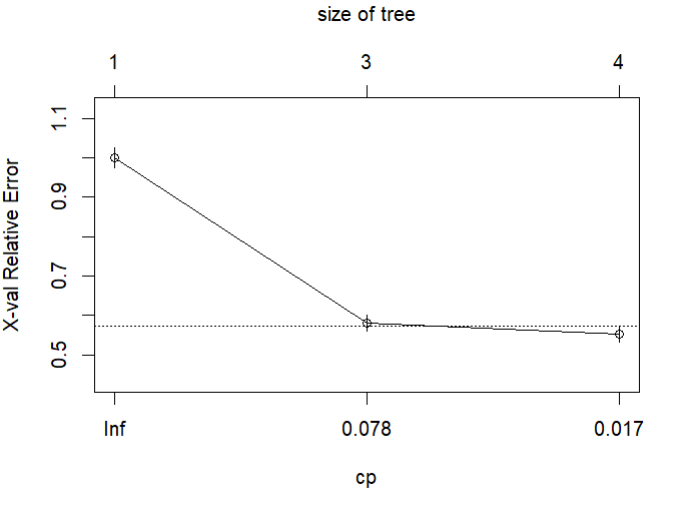 size of tree
1 3 4
1.1
0.9
0.7
0.5
X-val Relative Error
Inf 0.078 0.017
cp